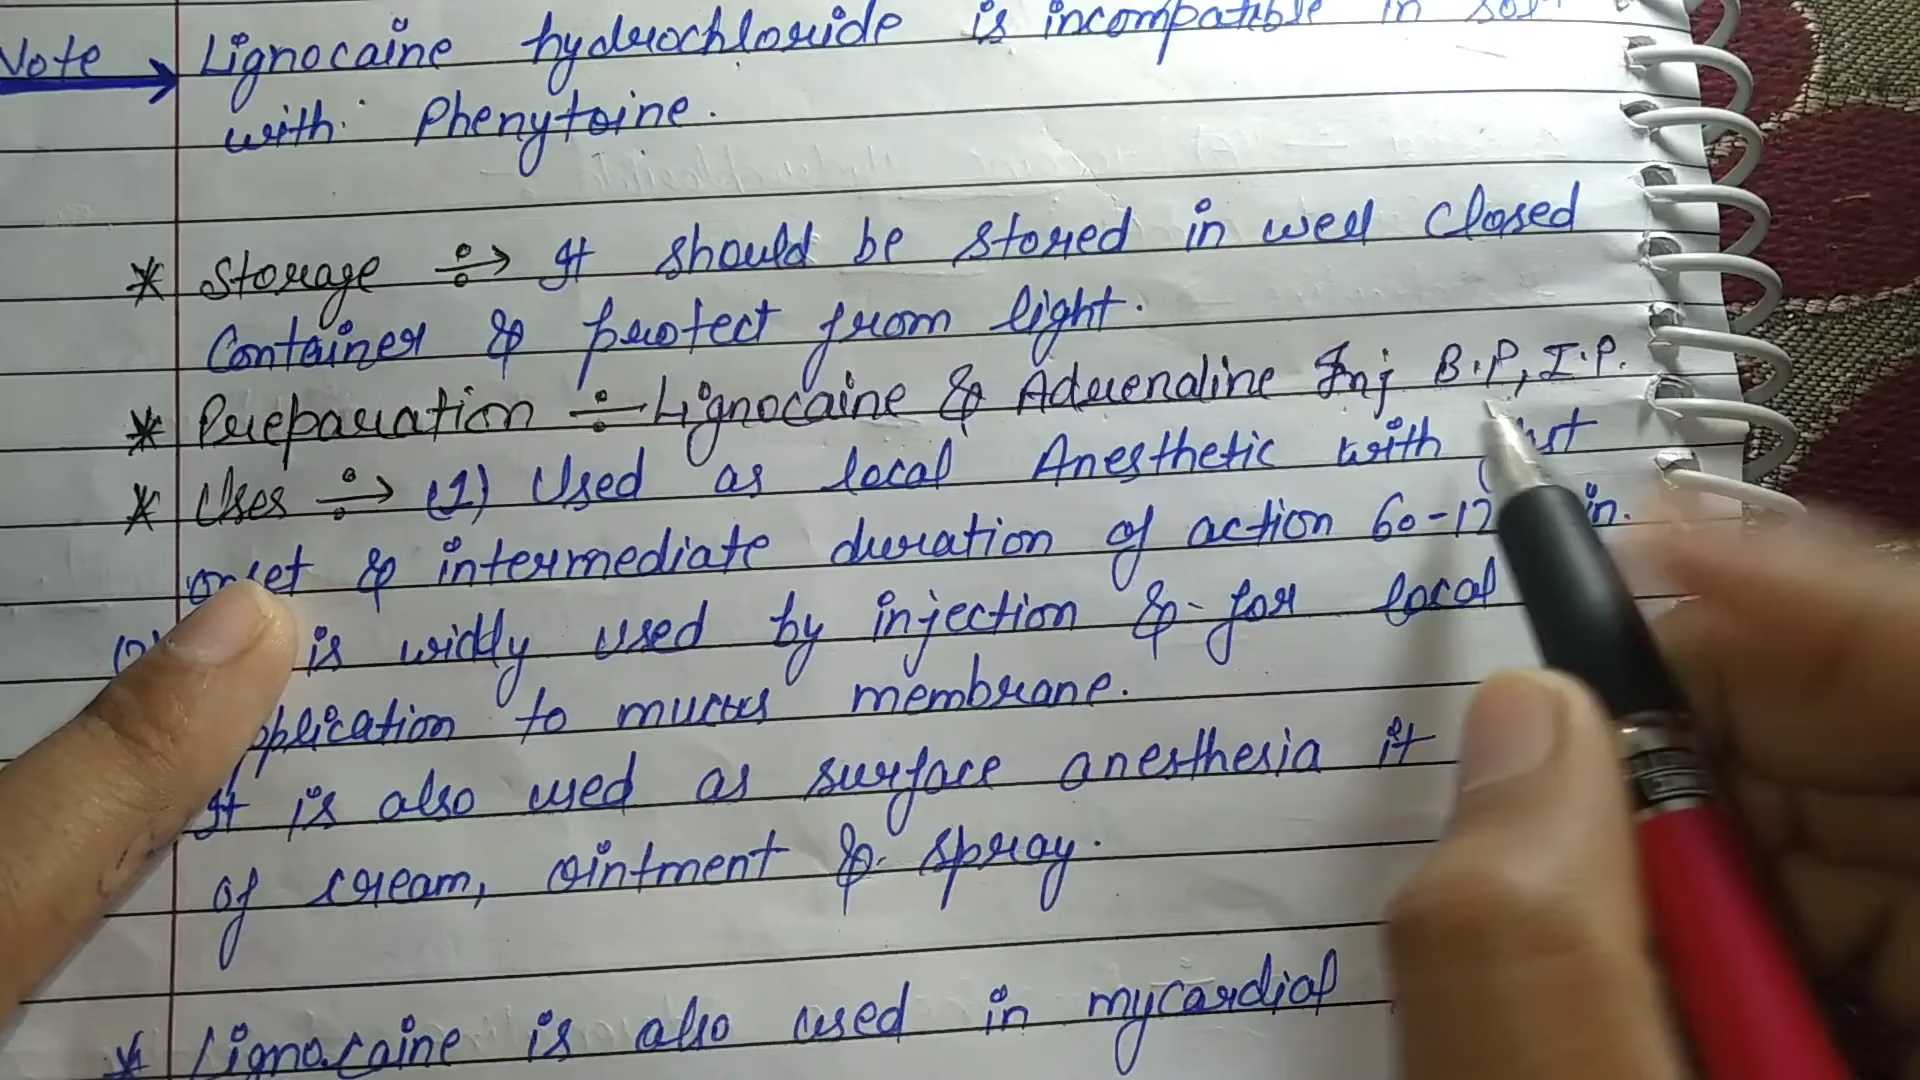 Note → Lignocaine hydrochloride is incompatible in
with Phenytoine.
* Storage ÷→ It should be stored in well closed
Container & protect from light.
* Preparation ÷ Lignocaine & Adrenaline Inj B.P, I.P.
* Uses ÷→ (1) Used as local Anesthetic with
onset & intermediate duration of action 60-
is widly used by injection & for local
to mucus membrane.
It is also used as surface anesthesia it
of cream, ointment & spray.
* Lignocaine is also used in mycardial